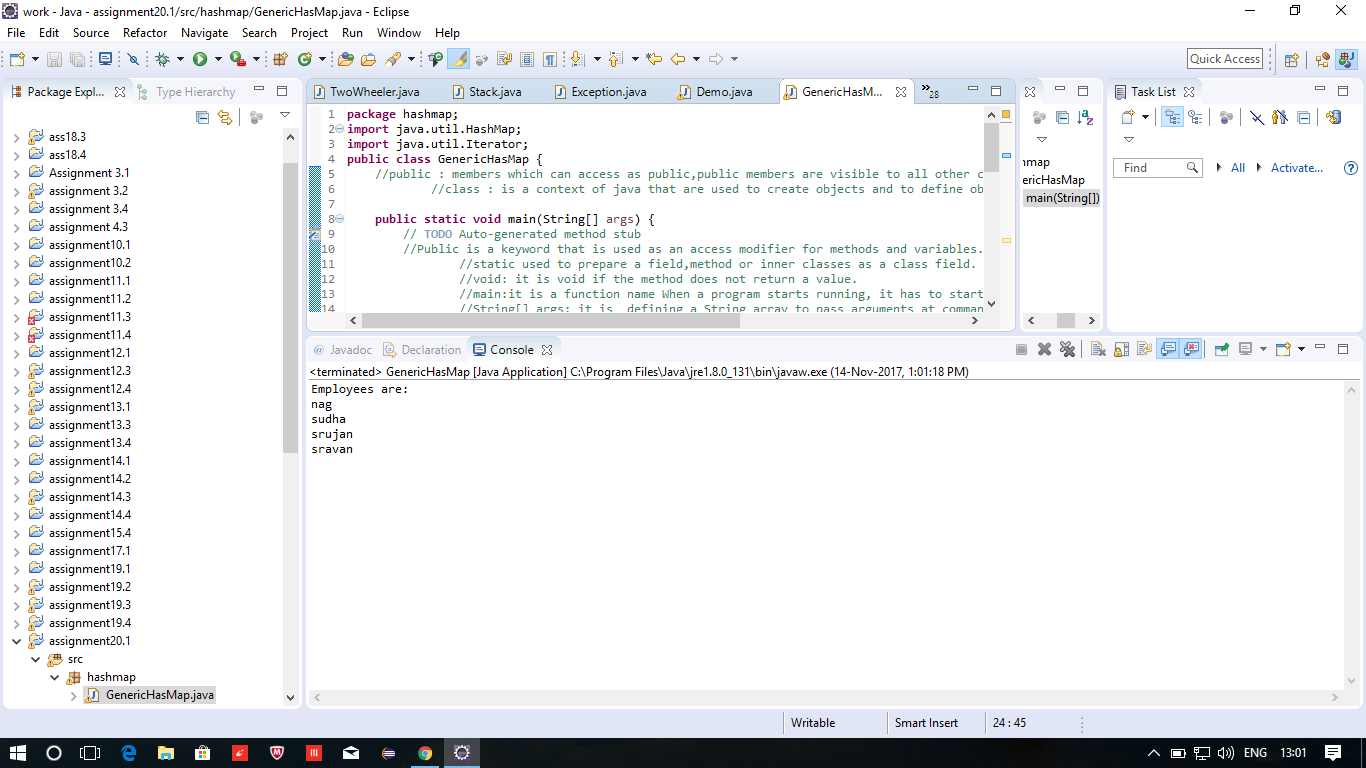 work - Java - assignment20.1/src/hashmap/GenericHasMap.java - Eclipse
File Edit Source Refactor Navigate Search Project Run Window Help
Quick Access
Package Expl... Type Hierarchy
ass18.3
ass18.4
Assignment 3.1
assignment 3.2
assignment 3.4
assignment 4.3
assignment10.1
assignment10.2
assignment11.1
assignment11.2
assignment11.3
assignment11.4
assignment12.1
assignment12.3
assignment12.4
assignment13.1
assignment13.3
assignment13.4
assignment14.1
assignment14.2
assignment14.3
assignment14.4
assignment15.4
assignment17.1
assignment19.1
assignment19.2
assignment19.3
assignment19.4
assignment20.1
src
hashmap
GenericHasMap.java
TwoWheeler.java Stack.java Exception.java Demo.java GenericHasM... »28
1 package hashmap;
2 import java.util.HashMap;
3 import java.util.Iterator;
4 public class GenericHasMap {
5 //public : members which can access as public,public members are visible to all other c
6 //class : is a context of java that are used to create objects and to define ob
7
8 public static void main(String[] args) {
9 // TODO Auto-generated method stub
10 //Public is a keyword that is used as an access modifier for methods and variables.
11 //static used to prepare a field,method or inner classes as a class field.
12 //void: it is void if the method does not return a value.
13 //main:it is a function name When a program starts running, it has to start
14 //String[] args: it is defining a String array to pass arguments at comman
hmap
ericHasMap
main(String[])
Task List
Find All Activate...
Javadoc Declaration Console
<terminated> GenericHasMap [Java Application] C:\Program Files\Java\jre1.8.0_131\bin\javaw.exe (14-Nov-2017, 1:01:18 PM)
Employees are:
nag
sudha
srujan
sravan
Writable Smart Insert 24 : 45
ENG 13:01